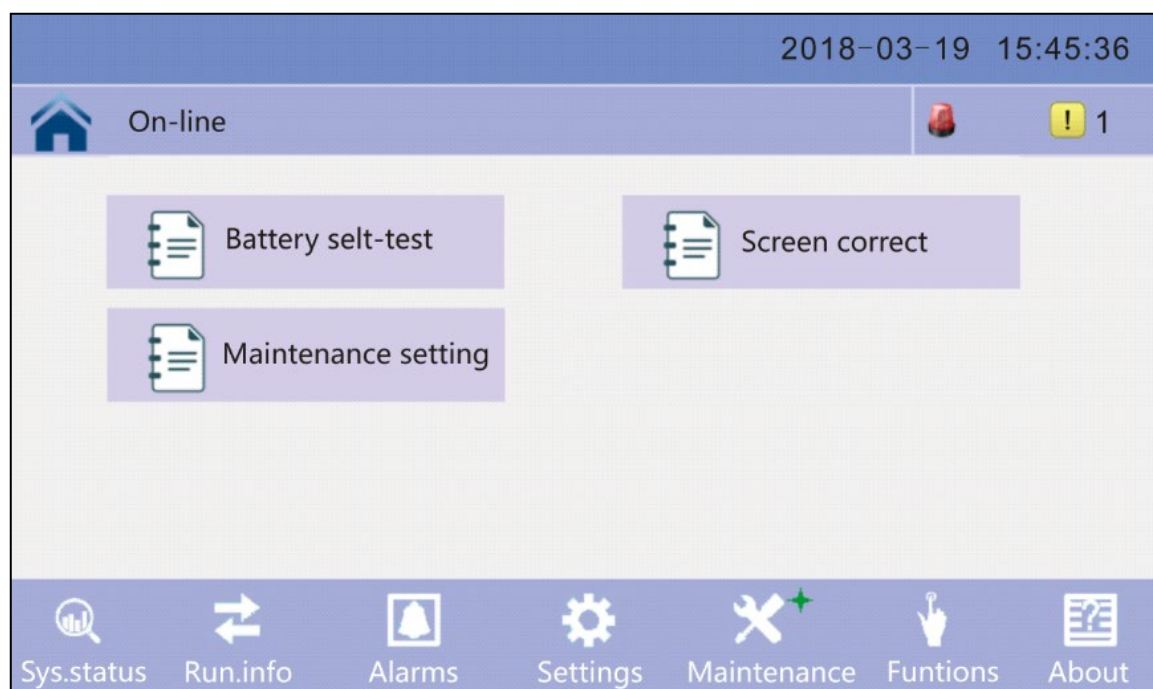 2018-03-19 15:45:36
On-line ! 1
Battery selt-test Screen correct
Maintenance setting
Sys.status Run.info Alarms Settings Maintenance Funtions About